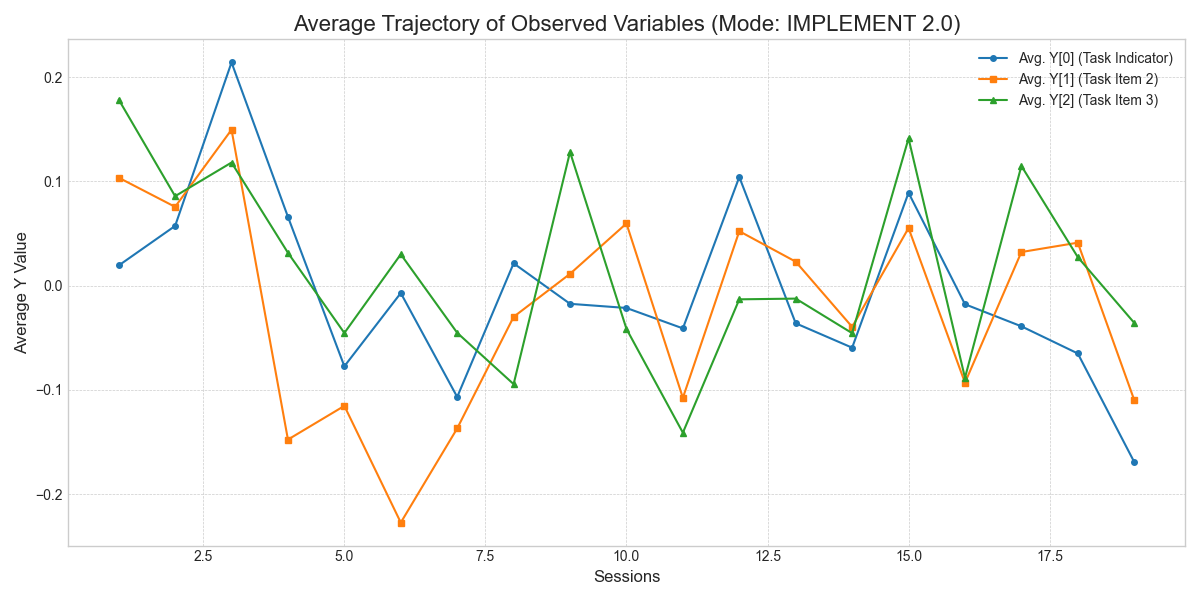 Average Trajectory of Observed Variables (Mode: IMPLEMENT 2.0)
Avg. Y[0] (Task Indicator)
Avg. Y[1] (Task Item 2)
Avg. Y[2] (Task Item 3)
Average Y Value
0.2
0.1
0.0
−0.1
−0.2
2.5 5.0 7.5 10.0 12.5 15.0 17.5
Sessions